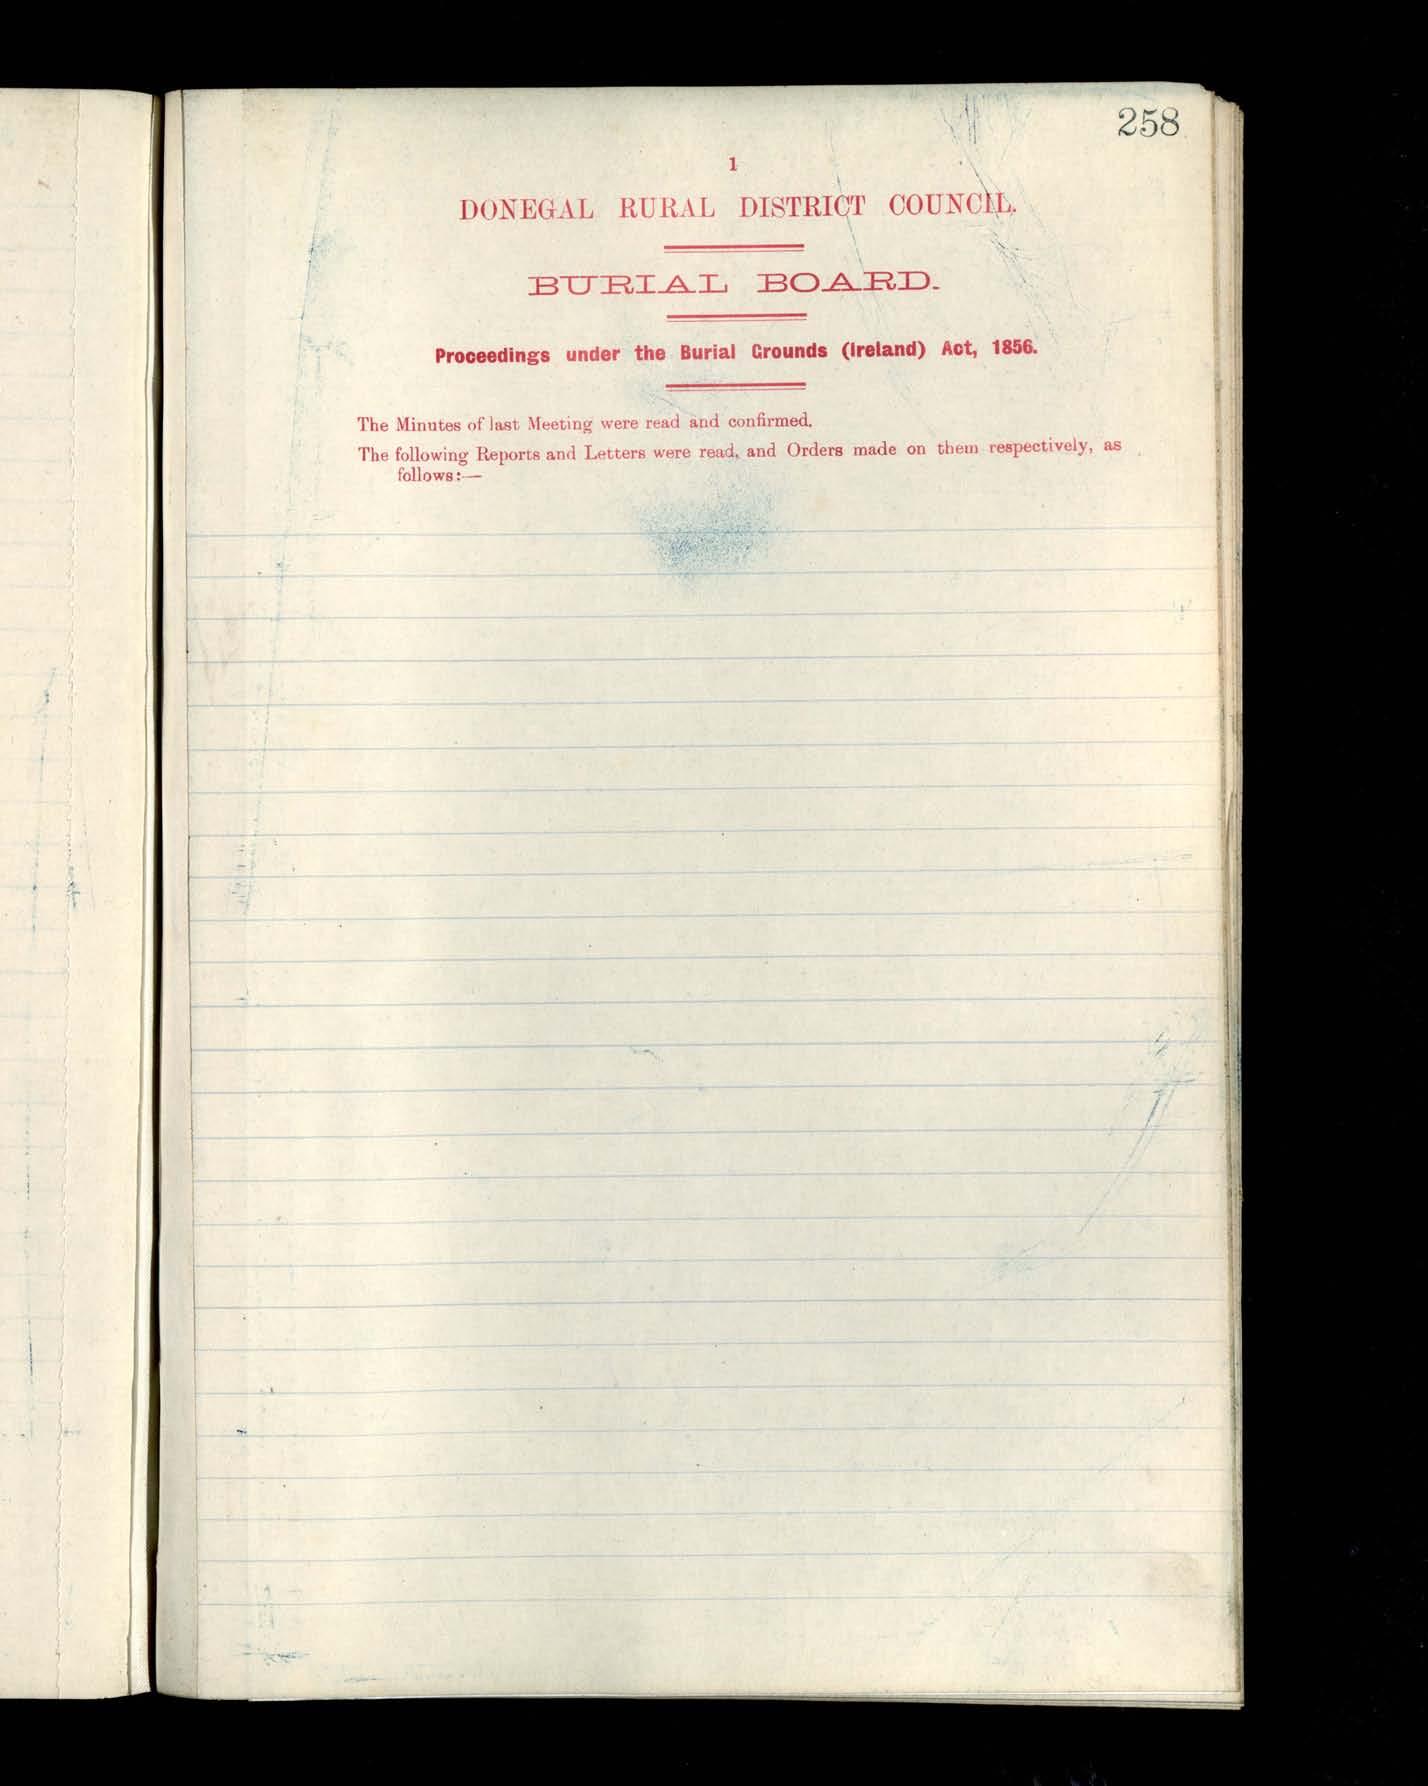 258
1
DONEGAL RURAL DISTRICT COUNCIL.
BURIAL BOARD.
Proceedings under the Burial Grounds (Ireland) Act, 1856.
The Minutes of last Meeting were read and confirmed.
The following Reports and Letters were read, and Orders made on them respectively, as
follows:—